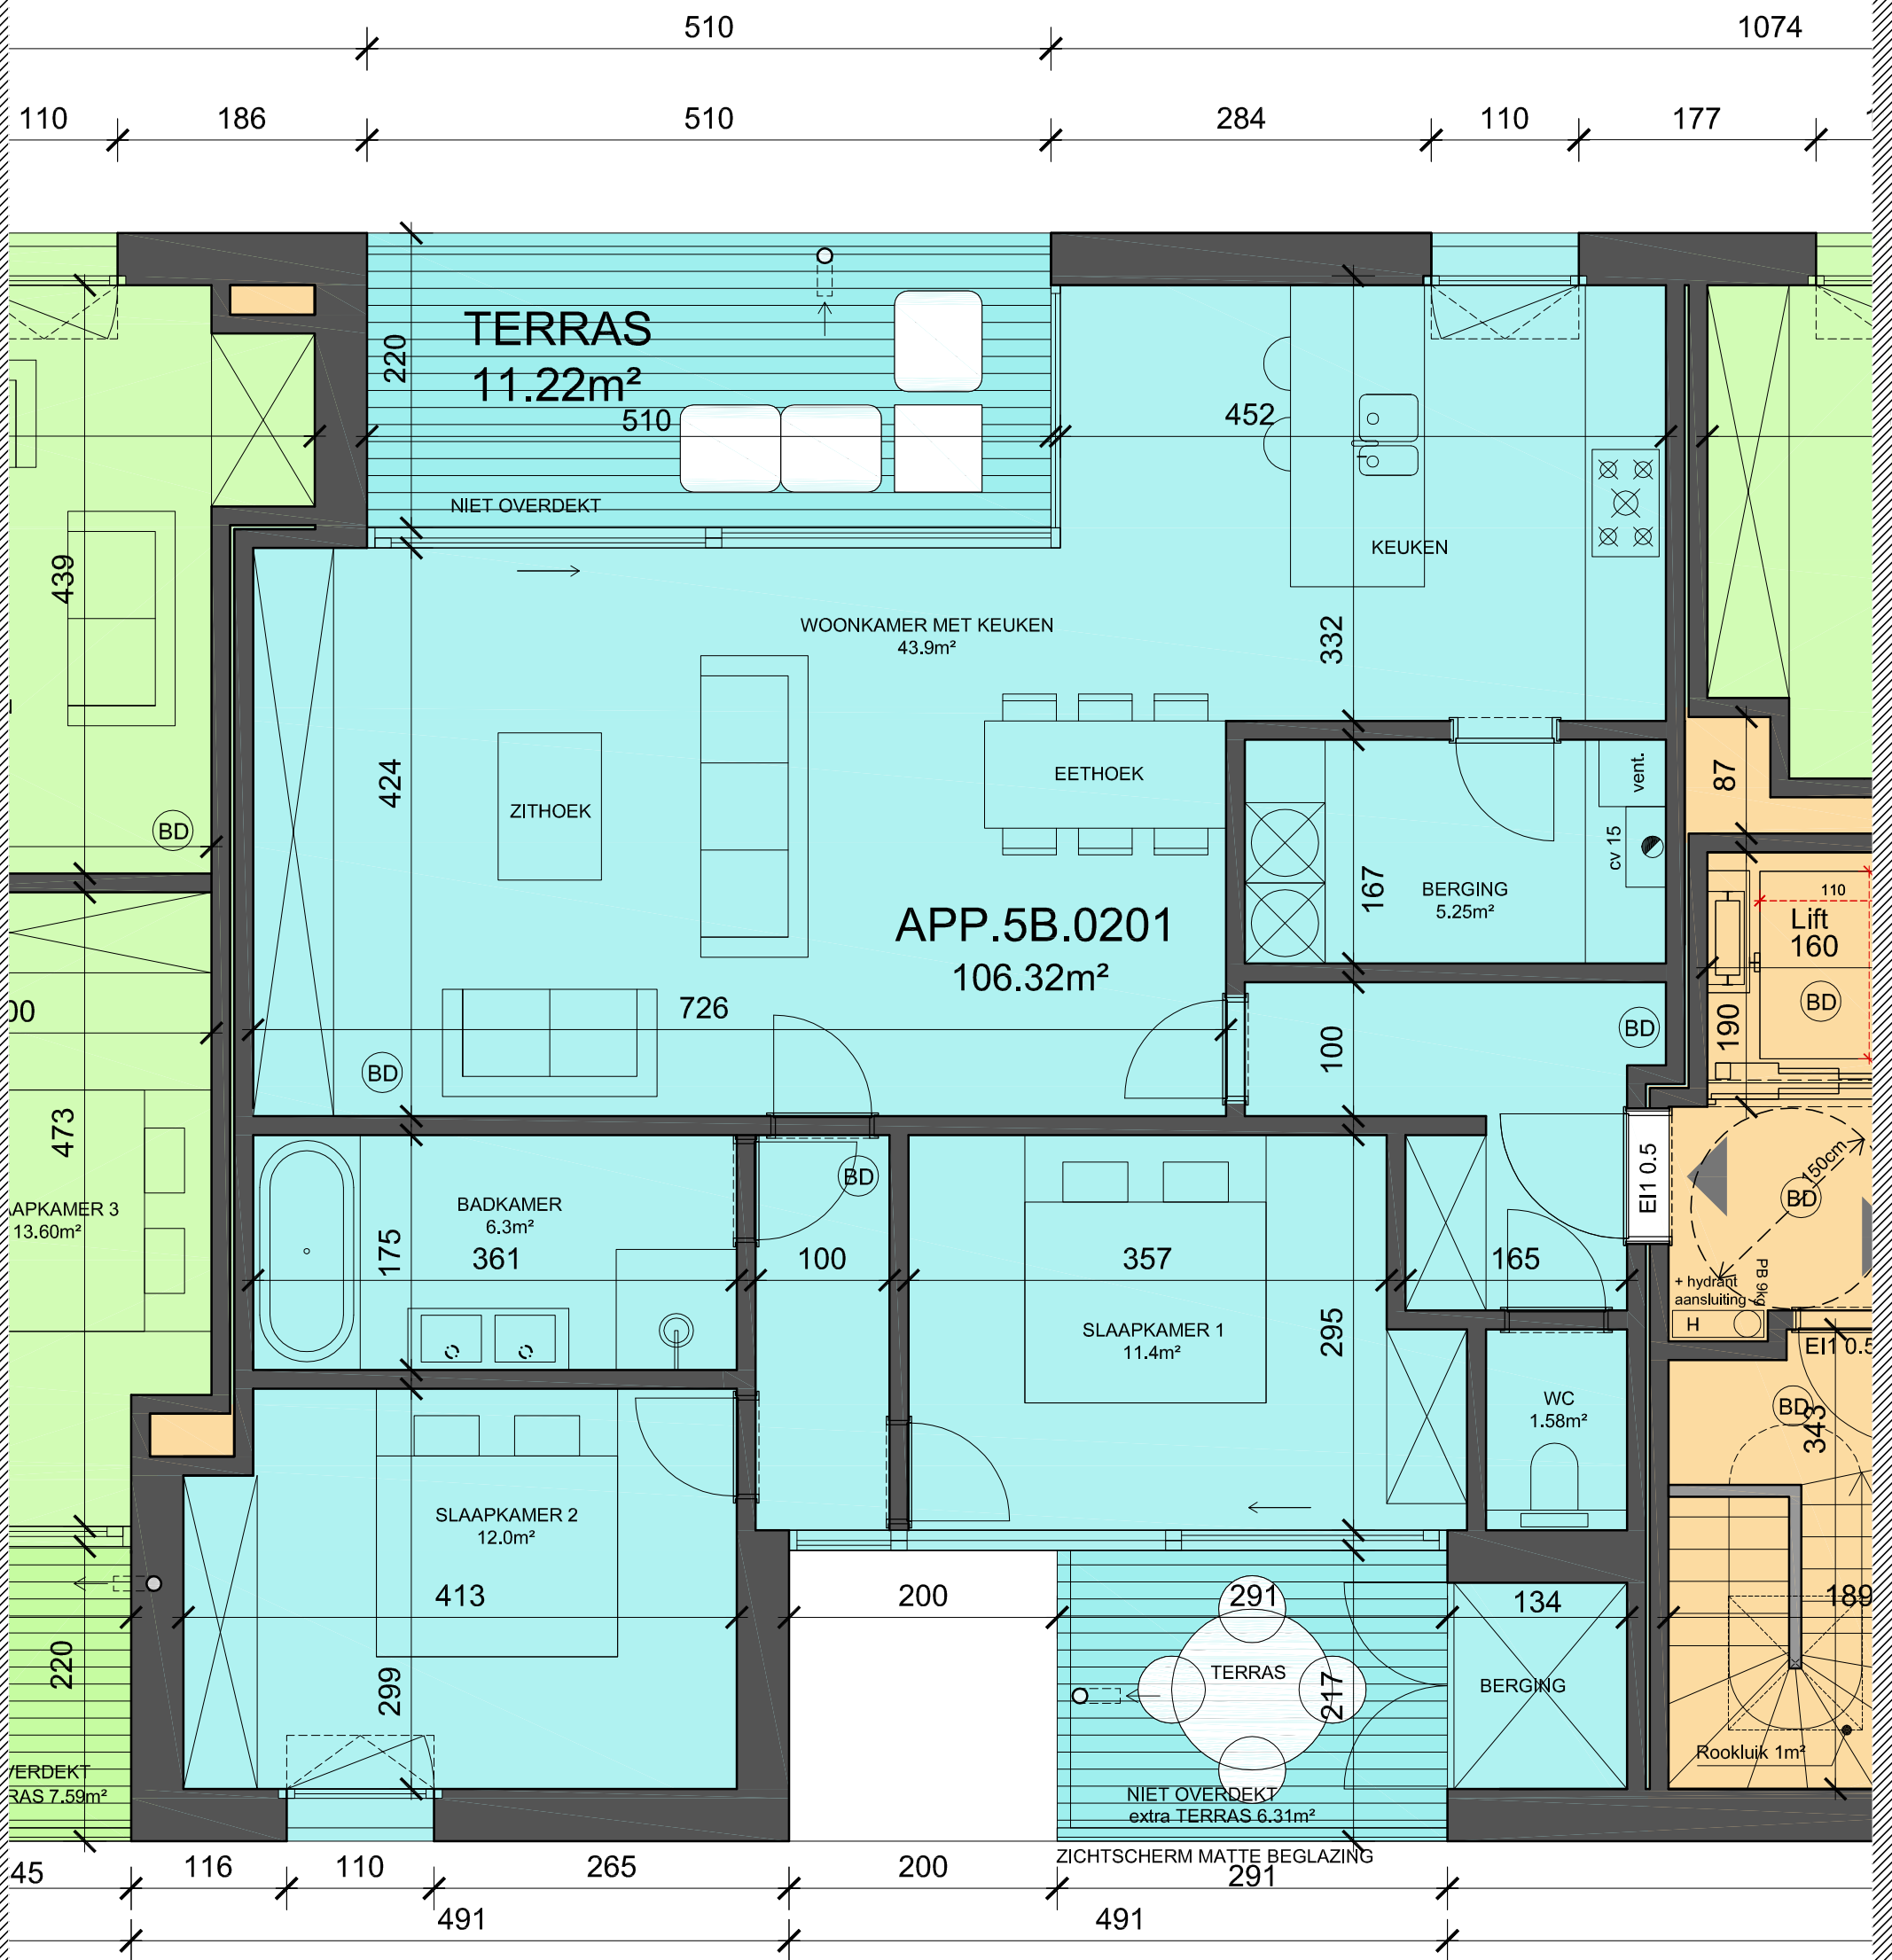 510
1074
110
186
510
284
110
177
TERRAS
11.22m²
220
510
452
NIET OVERDEKT
KEUKEN
439
WOONKAMER MET KEUKEN
43.9m²
332
424
ZITHOEK
EETHOEK
vent.
87
BD
cv 15
167
BERGING
5.25m²
110
Lift
160
APP.5B.0201
106.32m²
BD
726
BD
190
100
BD
473
EI1 0.5
150cm
BD
BD
APKAMER 3
13.60m²
BADKAMER
6.3m²
175
361
100
357
165
PB 9kg
+ hydrant
aansluiting
H
295
SLAAPKAMER 1
11.4m²
EI1 0.5
WC
1.58m²
BD
343
SLAAPKAMER 2
12.0m²
413
200
291
134
189
220
299
TERRAS
217
BERGING
Rookluik 1m²
VERDEKT
RAS 7.59m²
NIET OVERDEKT
extra TERRAS 6.31m²
ZICHTSCHERM MATTE BEGLAZING
45
116
110
265
200
291
491
491